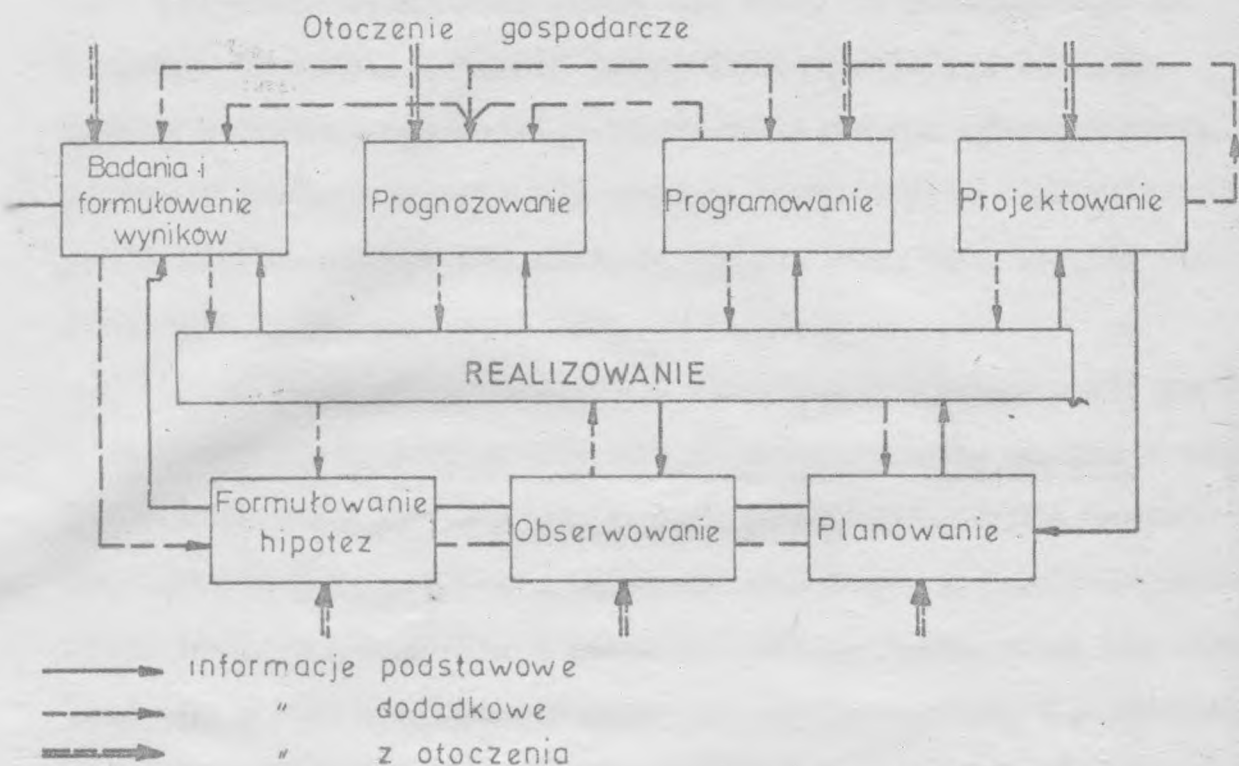 Otoczenie gospodarcze
Badania i
formułowanie
wyników
Prognozowanie
Programowanie
Projektowanie
REALIZOWANIE
Formułowanie
hipotez
Obserwowanie
Planowanie
informacje podstawowe
" dodadkowe
" z otoczenia